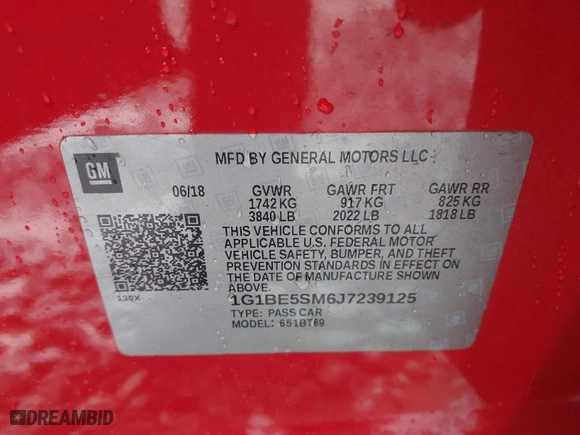 GM
MFD BY GENERAL MOTORS LLC
06/18 GVWR GAWR FRT GAWR RR
1742 KG 917 KG 825 KG
3840 LB 2022 LB 1818 LB
THIS VEHICLE CONFORMS TO ALL
APPLICABLE U.S. FEDERAL MOTOR
VEHICLE SAFETY, BUMPER, AND THEFT
PREVENTION STANDARDS IN EFFECT ON
THE DATE OF MANUFACTURE SHOWN
ABOVE.
130X
1G1BE5SM6J7239125
TYPE: PASS CAR
MODEL: 651BT69
DREAMBID